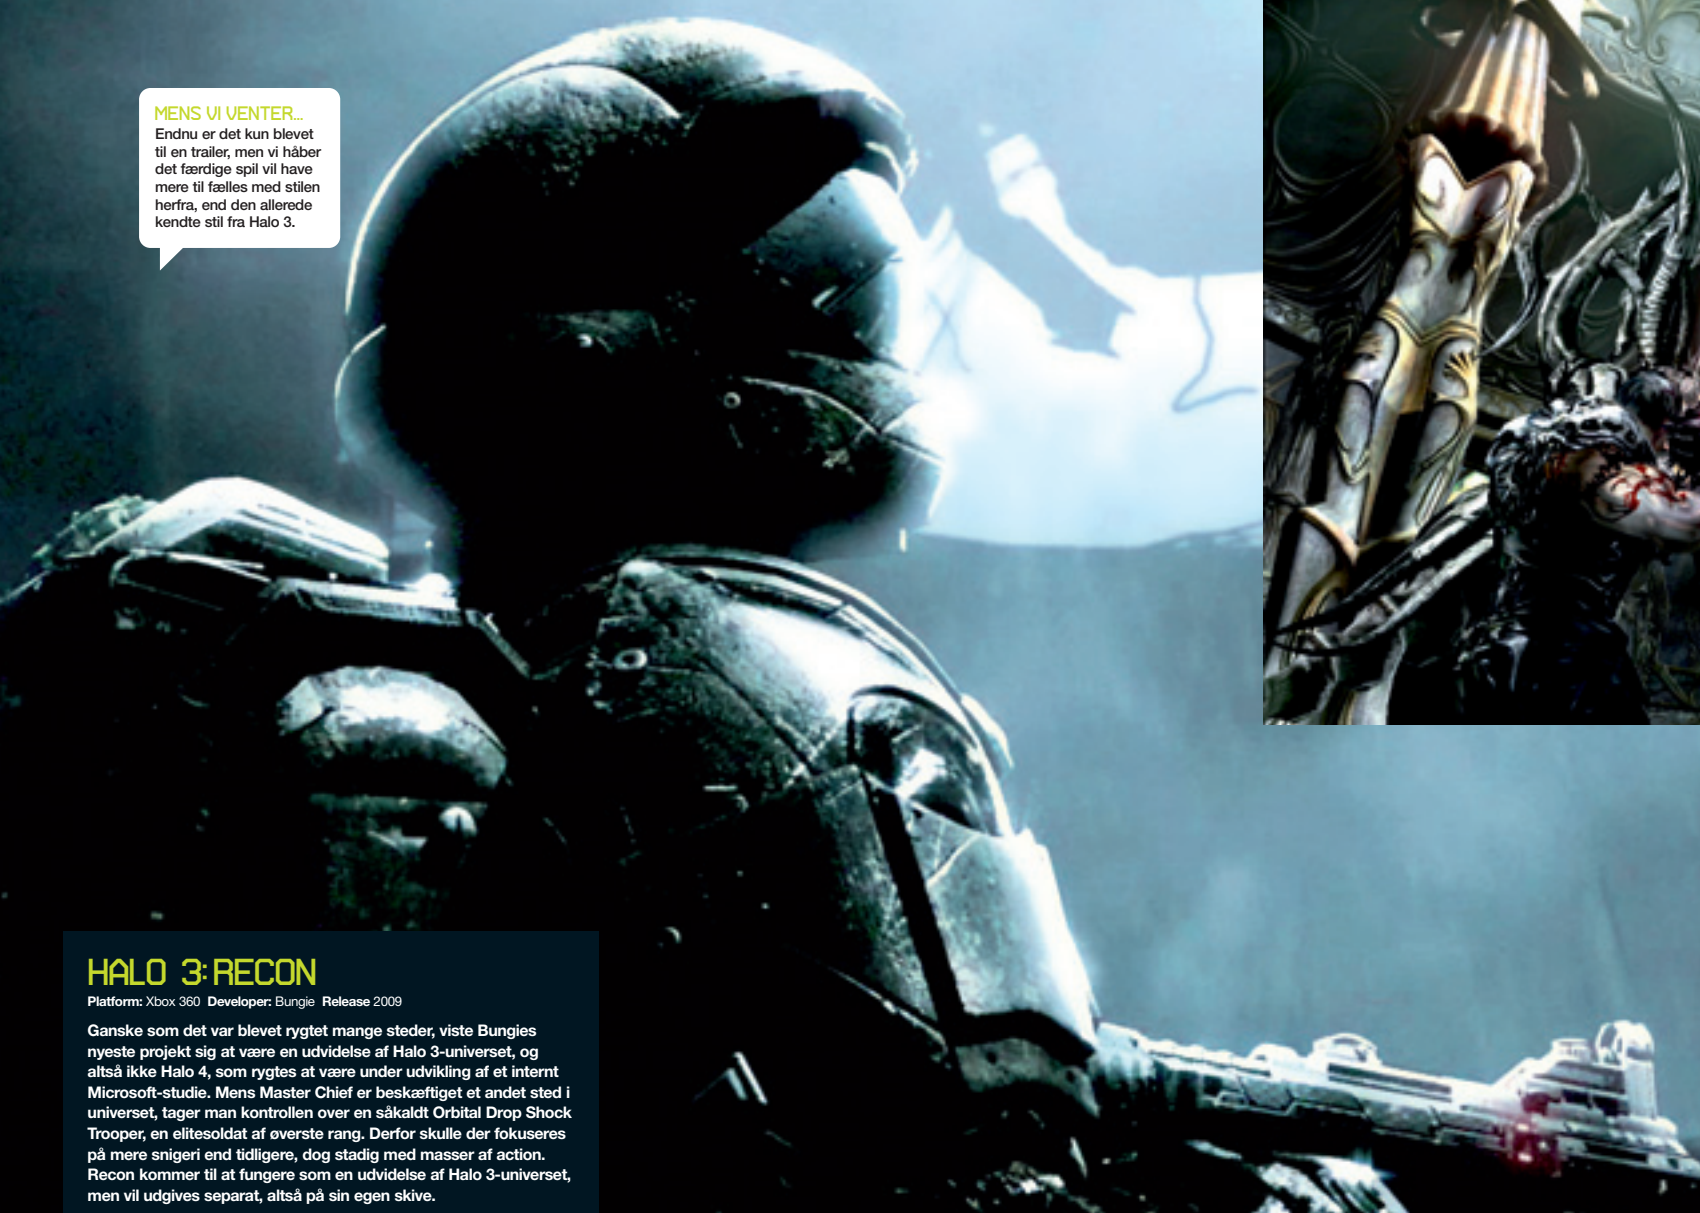 MENS VI VENTER...
Endnu er det kun blevet
til en trailer, men vi håber
det færdige spil vil have
mere til fælles med stilen
herfra, end den allerede
kendte stil fra Halo 3.
HALO 3: RECON
Platform: Xbox 360 Developer: Bungie Release 2009
Ganske som det var blevet rygtet mange steder, viste Bungies
nyeste projekt sig at være en udvidelse af Halo 3-universet, og
altså ikke Halo 4, som rygtes at være under udvikling af et internt
Microsoft-studie. Mens Master Chief er beskæftiget et andet sted i
universet, tager man kontrollen over en såkaldt Orbital Drop Shock
Trooper, en elitesoldat af øverste rang. Derfor skulle der fokuseres
på mere snigeri end tidligere, dog stadig med masser af action.
Recon kommer til at fungere som en udvidelse af Halo 3-universet,
men vil udgives separat, altså på sin egen skive.